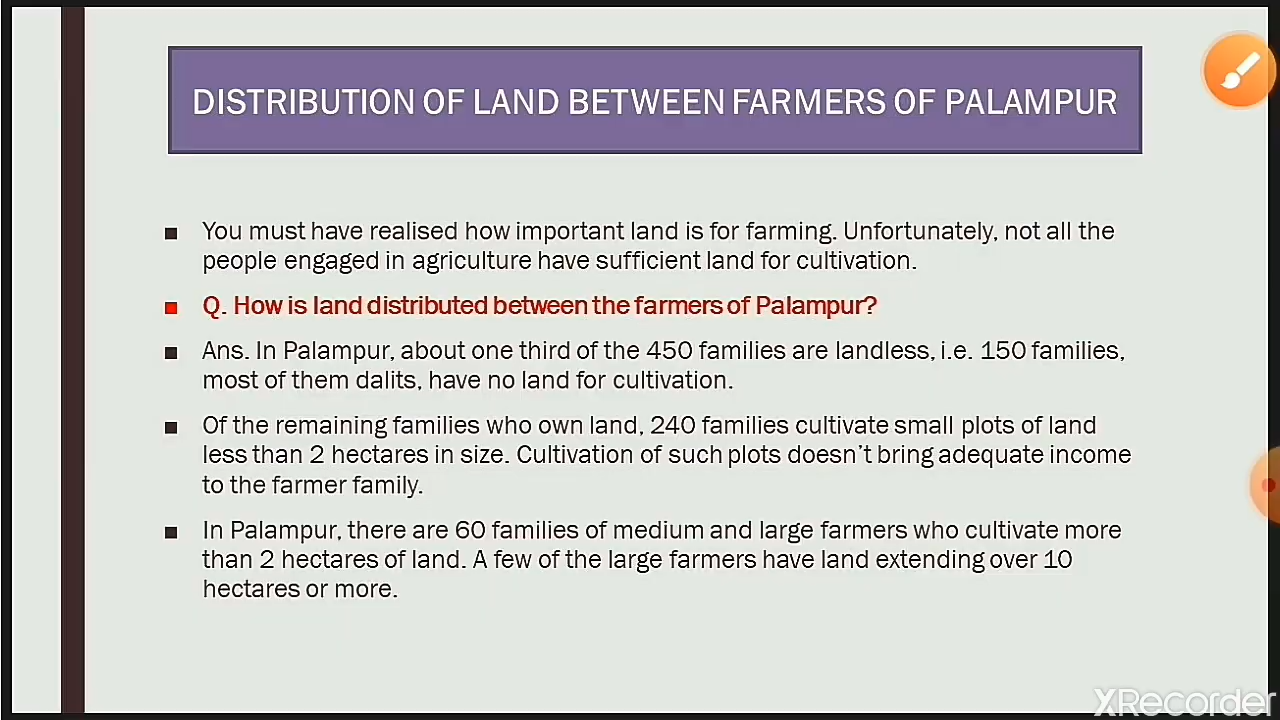 DISTRIBUTION OF LAND BETWEEN FARMERS OF PALAMPUR
■ You must have realised how important land is for farming. Unfortunately, not all the
people engaged in agriculture have sufficient land for cultivation.
■ Q. How is land distributed between the farmers of Palampur?
■ Ans. In Palampur, about one third of the 450 families are landless, i.e. 150 families,
most of them dalits, have no land for cultivation.
■ Of the remaining families who own land, 240 families cultivate small plots of land
less than 2 hectares in size. Cultivation of such plots doesn't bring adequate income
to the farmer family.
■ In Palampur, there are 60 families of medium and large farmers who cultivate more
than 2 hectares of land. A few of the large farmers have land extending over 10
hectares or more.
XRecorder